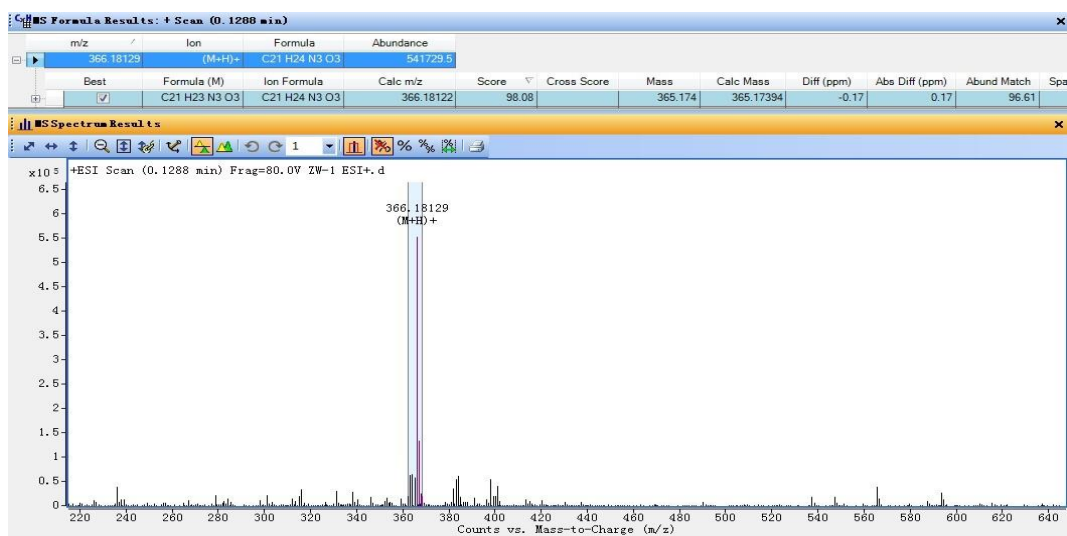 MS Formula Results: + Scan (0.1288 min)
m/z Ion Formula Abundance
366.18129 (M+H)+ C21 H24 N3 O3 541729.5
Best Formula (M) Ion Formula Calc m/z Score Cross Score Mass Calc Mass Diff (ppm) Abs Diff (ppm) Abund Match Spa
C21 H23 N3 O3 C21 H24 N3 O3 366.18122 98.08 365.174 365.17394 -0.17 0.17 96.61
MS Spectrum Results
1
x10 5 +ESI Scan (0.1288 min) Frag=80.0V ZW-1 ESI+.d
6.5
366.18129
6
(M+H)+
5.5
5
4.5
4
3.5
3
2.5
2
1.5
1
0.5
0
220 240 260 280 300 320 340 360 380 400 420 440 460 480 500 520 540 560 580 600 620 640
Counts vs. Mass-to-Charge (m/z)